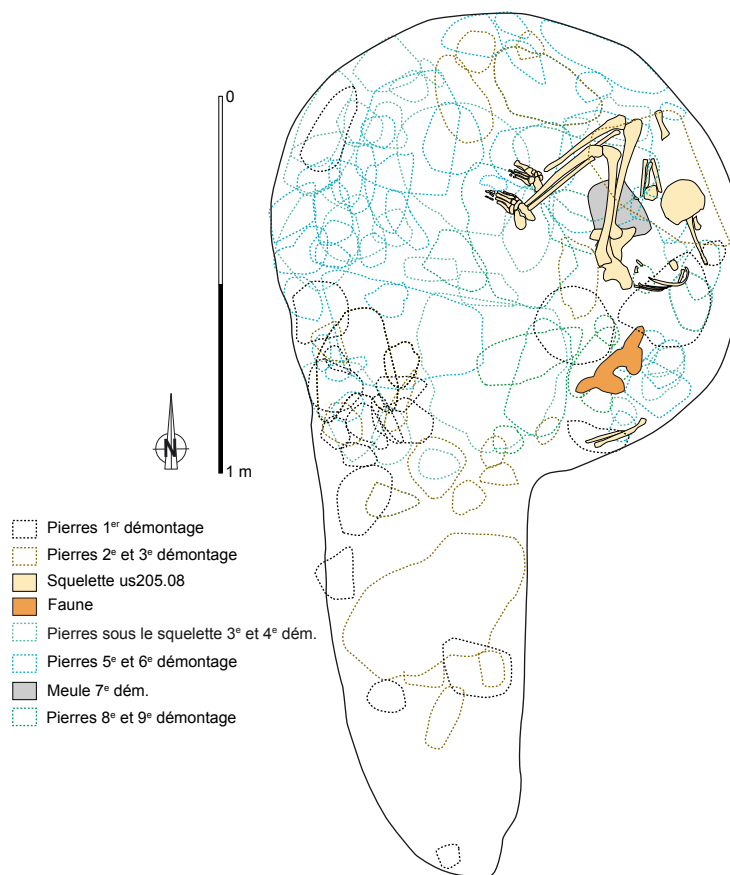 0
1 m
N
Pierres 1er démontage
Pierres 2e et 3e démontage
Squelette us205.08
Faune
Pierres sous le squelette 3e et 4e dém.
Pierres 5e et 6e démontage
Meule 7e dém.
Pierres 8e et 9e démontage